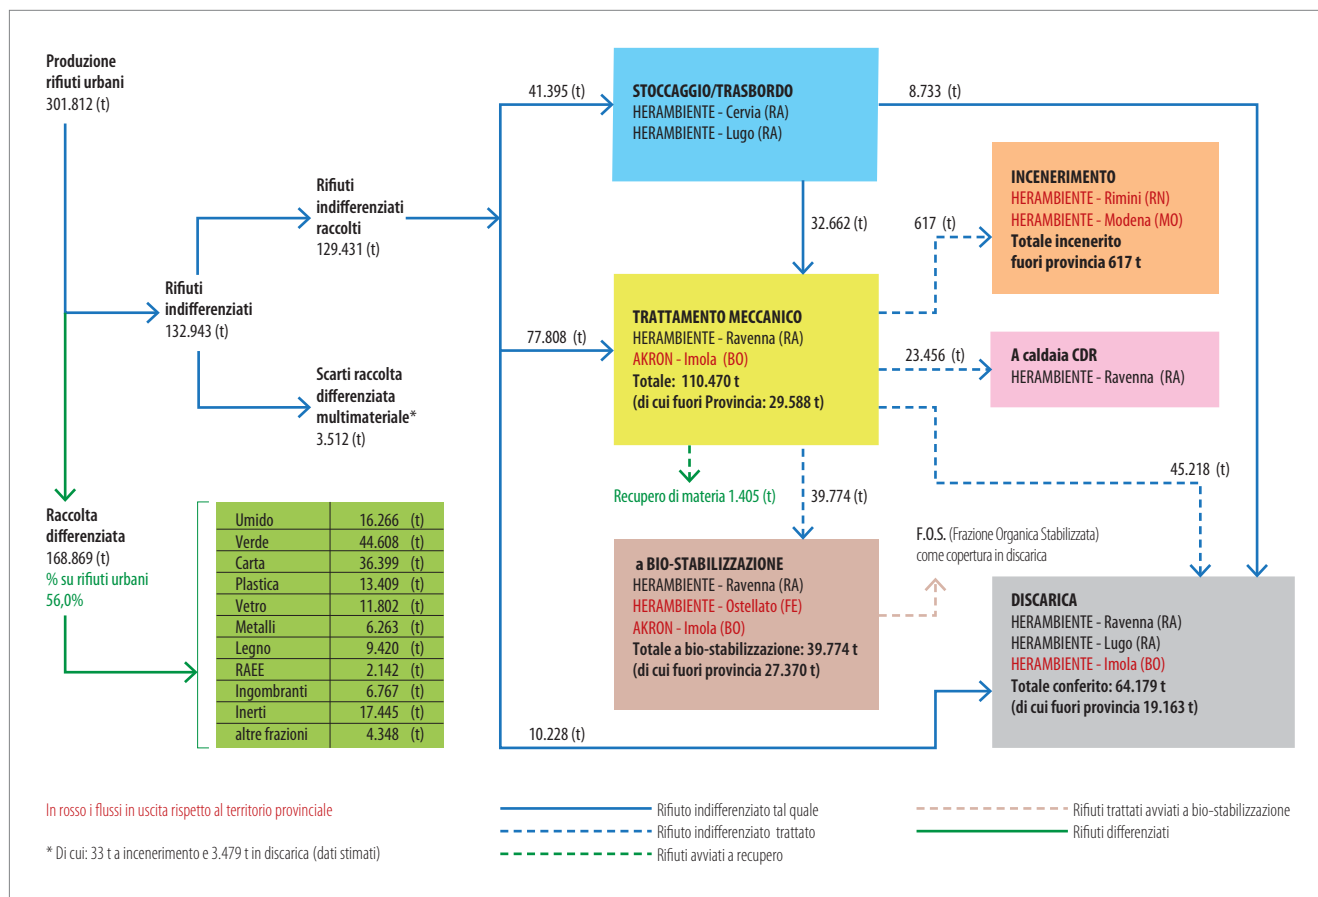 Produzione
rifiuti urbani
301.812 (t)
Rifiuti
indifferenziati
132.943 (t)
Rifiuti
indifferenziati
raccolti
129.431 (t)
Scarti raccolta
differenziata
multimateriale*
3.512 (t)
Raccolta
differenziata
168.869 (t)
% su rifiuti urbani
56,0%
Umido 16.266 (t)
Verde 44.608 (t)
Carta 36.399 (t)
Plastica 13.409 (t)
Vetro 11.802 (t)
Metalli 6.263 (t)
Legno 9.420 (t)
RAEE 2.142 (t)
Ingombranti 6.767 (t)
Inerti 17.445 (t)
altre frazioni 4.348 (t)
41.395 (t)
77.808 (t)
10.228 (t)
STOCCAGGIO/TRASBORDO
HERAMBIENTE - Cervia (RA)
HERAMBIENTE - Lugo (RA)
8.733 (t)
32.662 (t)
TRATTAMENTO MECCANICO
HERAMBIENTE - Ravenna (RA)
AKRON - Imola (BO)
Totale: 110.470 t
(di cui fuori Provincia: 29.588 t)
617 (t)
23.456 (t)
45.218 (t)
Recupero di materia 1.405 (t)
39.774 (t)
INCENERIMENTO
HERAMBIENTE - Rimini (RN)
HERAMBIENTE - Modena (MO)
Totale incenerito
fuori provincia 617 t
A caldaia CDR
HERAMBIENTE - Ravenna (RA)
a BIO-STABILIZZAZIONE
HERAMBIENTE - Ravenna (RA)
HERAMBIENTE - Ostellato (FE)
AKRON - Imola (BO)
Totale a bio-stabilizzazione: 39.774 t
(di cui fuori provincia 27.370 t)
F.O.S. (Frazione Organica Stabilizzata)
come copertura in discarica
DISCARICA
HERAMBIENTE - Ravenna (RA)
HERAMBIENTE - Lugo (RA)
HERAMBIENTE - Imola (BO)
Totale conferito: 64.179 t
(di cui fuori provincia 19.163 t)
In rosso i flussi in uscita rispetto al territorio provinciale
* Di cui: 33 t a incenerimento e 3.479 t in discarica (dati stimati)
Rifiuto indifferenziato tal quale
Rifiuto indifferenziato trattato
Rifiuti avviati a recupero
Rifiuti trattati avviati a bio-stabilizzazione
Rifiuti differenziati